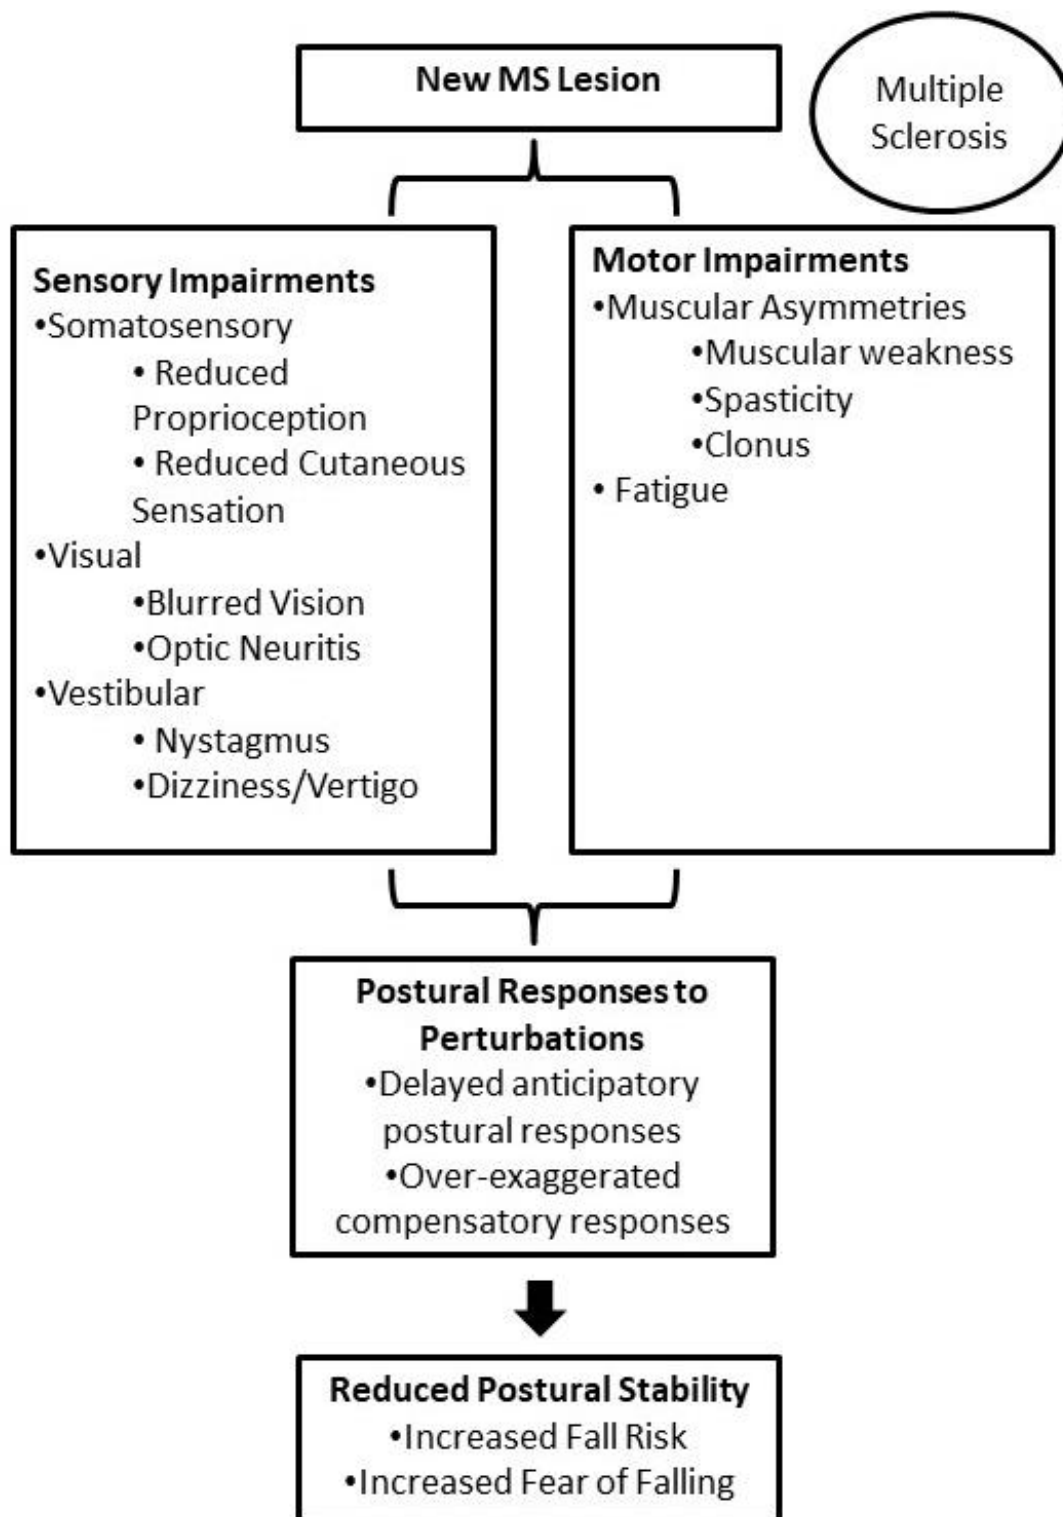 New MS Lesion
Multiple
Sclerosis
Sensory Impairments
•Somatosensory
• Reduced
Proprioception
• Reduced Cutaneous
Sensation
•Visual
•Blurred Vision
•Optic Neuritis
•Vestibular
• Nystagmus
•Dizziness/Vertigo
Motor Impairments
•Muscular Asymmetries
•Muscular weakness
•Spasticity
•Clonus
• Fatigue
Postural Responses to
Perturbations
•Delayed anticipatory
postural responses
•Over-exaggerated
compensatory responses
Reduced Postural Stability
•Increased Fall Risk
•Increased Fear of Falling